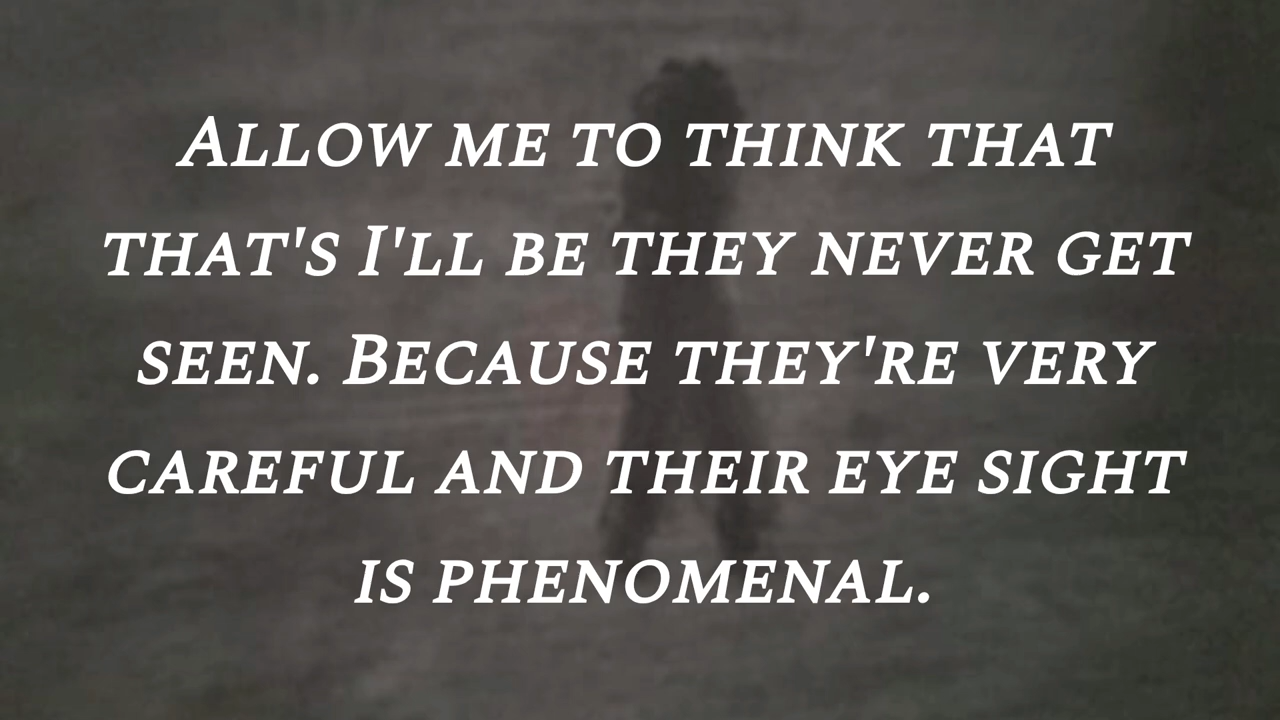 Allow me to think that
that's I'll be they never get
seen. Because they're very
careful and their eye sight
is phenomenal.